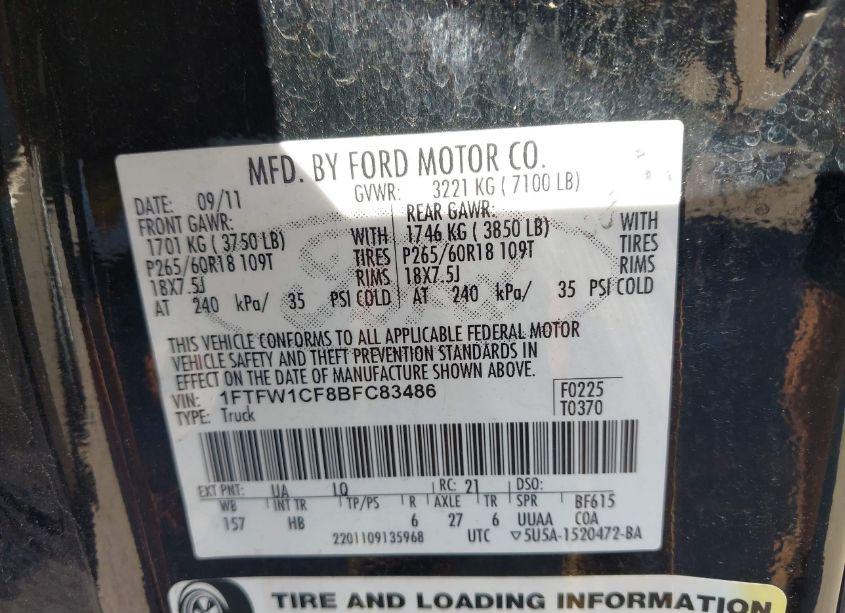 MFD. BY FORD MOTOR CO.
DATE: 09/11 GVWR: 3221 KG ( 7100 LB)
FRONT GAWR: REAR GAWR:
1701 KG ( 3750 LB) WITH 1746 KG ( 3850 LB) WITH
P265/60R18 109T TIRES P265/60R18 109T TIRES
18X7.5J RIMS 18X7.5J RIMS
AT 240 kPa/ 35 PSI COLD AT 240 kPa/ 35 PSI COLD
THIS VEHICLE CONFORMS TO ALL APPLICABLE FEDERAL MOTOR
VEHICLE SAFETY AND THEFT PREVENTION STANDARDS IN
EFFECT ON THE DATE OF MANUFACTURE SHOWN ABOVE.
VIN: 1FTFW1CF8BFC83486 F0225
TYPE: Truck T0370
EXT PNT: UA LQ RC: 21 DSO:
WB INT TR TP/PS R AXLE TR SPR BF615
157 HB 6 27 6 UUAA COA
2201109135968 UTC ▽5U5A-1520472-BA
TIRE AND LOADING INFORMATION